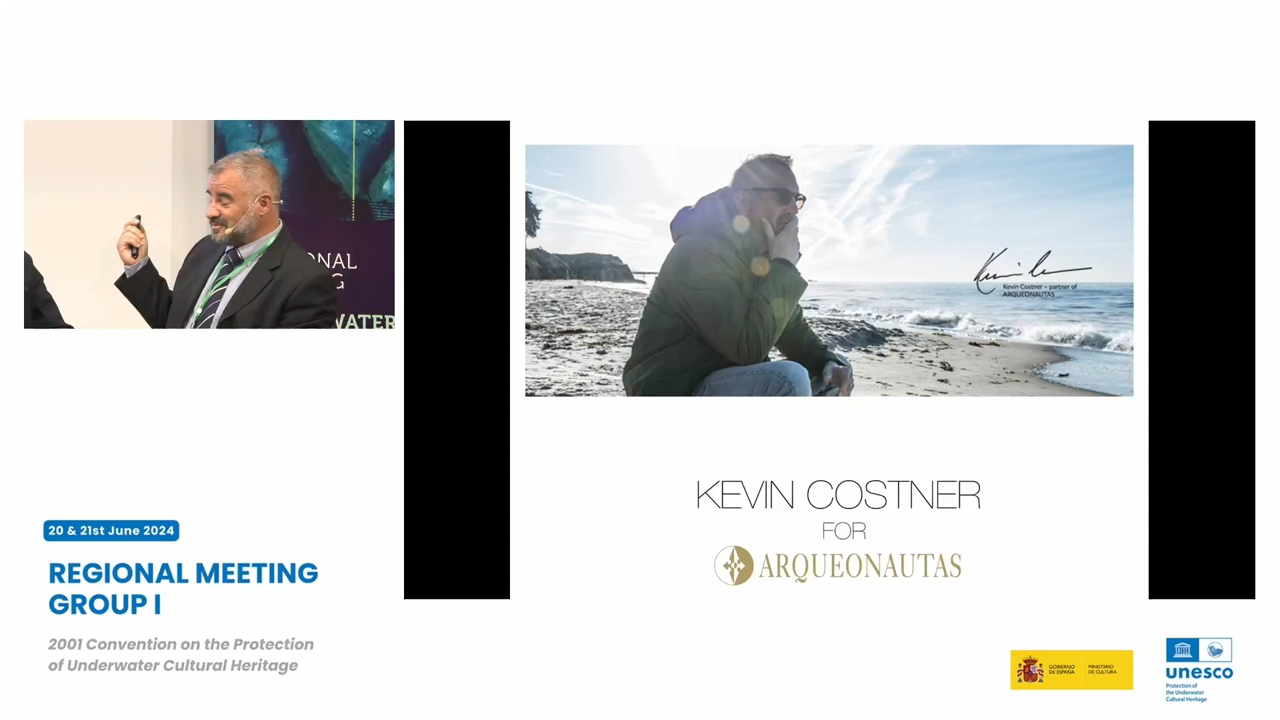 ONAL
G
WATER
Kevin Costner – partner of
ARQUEONAUTAS
KEVIN COSTNER
FOR
ARQUEONAUTAS
20 & 21st June 2024
REGIONAL MEETING
GROUP I
2001 Convention on the Protection
of Underwater Cultural Heritage
GOBIERNO
DE ESPAÑA
MINISTERIO
DE CULTURA
unesco
Protection of
the Underwater
Cultural Heritage